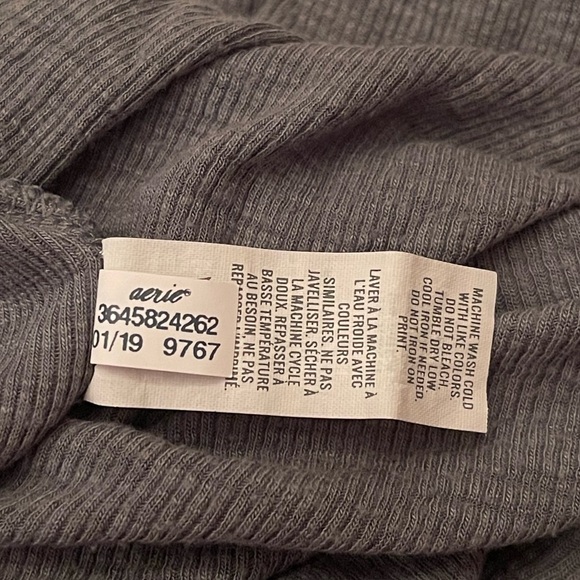 aerie®
3645824262
01/19 9767
MACHINE WASH COLD
WITH LIKE COLORS.
DO NOT BLEACH.
TUMBLE DRY LOW.
COOL IRON IF NEEDED.
DO NOT IRON ON
PRINT.
LAVER À LA MACHINE À
L'EAU FROIDE AVEC
COULEURS
SIMILAIRES. NE PAS
JAVELLISER. SÉCHER À
LA MACHINE CYCLE
DOUX. REPASSER À
BASSE TEMPÉRATURE
AU BESOIN. NE PAS